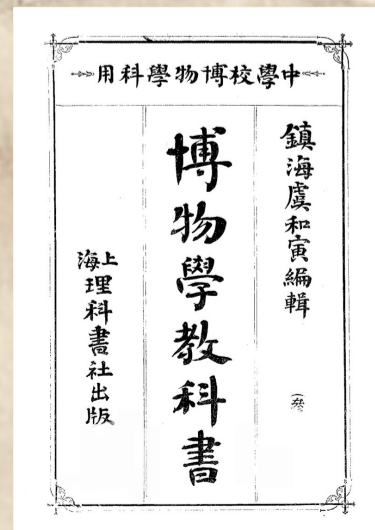 中學校博物學科用
鎮海虞和寅編輯
（叄）
博物學教科書
上海理科書社出版